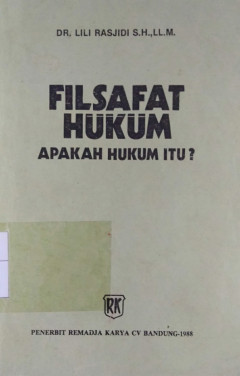 DR. LILI RASJIDI S.H.,LL.M.
FILSAFAT
HUKUM
APAKAH HUKUM ITU?
RK
PENERBIT REMADJA KARYA CV BANDUNG-1988